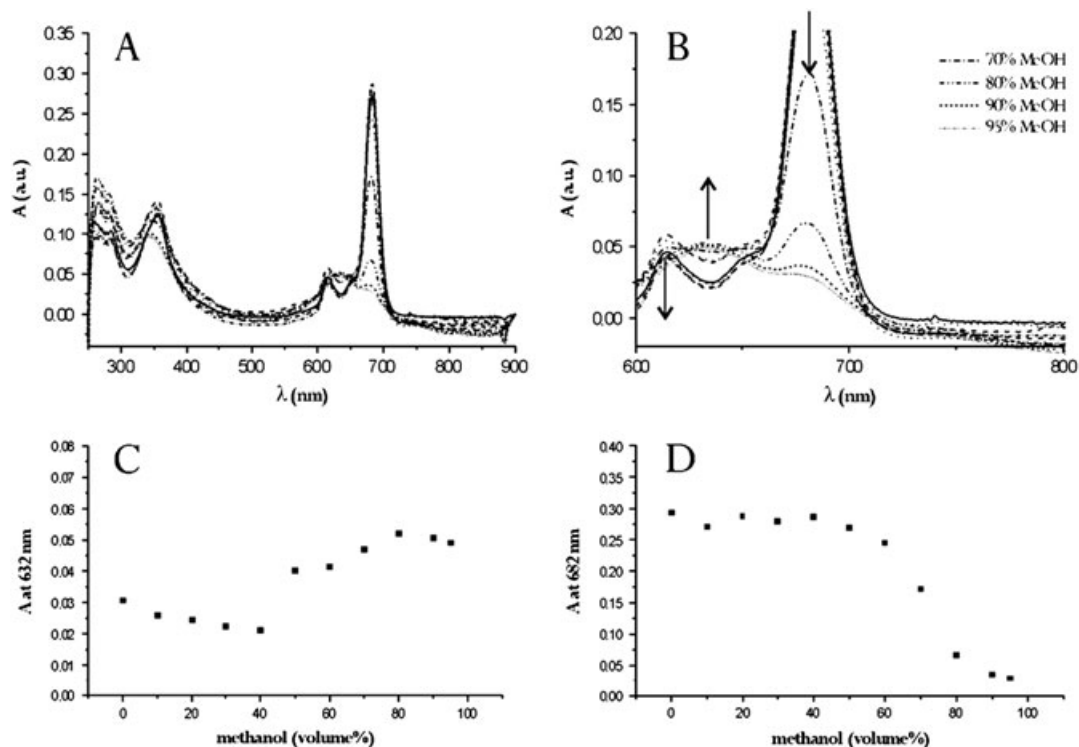 A
A (a.u.)
0.35
0.30
0.25
0.20
0.15
0.10
0.05
0.00
300 400 500 600 700 800 900
λ (nm)
B
A (a.u.)
0.20
0.15
0.10
0.05
0.00
600 700 800
λ (nm)
70% MeOH
80% MeOH
90% MeOH
95% MeOH
C
A at 632 nm
0.08
0.07
0.06
0.05
0.04
0.03
0.02
0.01
0.00
0 20 40 60 80 100
methanol (volume%)
D
A at 682 nm
0.40
0.35
0.30
0.25
0.20
0.15
0.10
0.05
0.00
0 20 40 60 80 100
methanol (volume%)